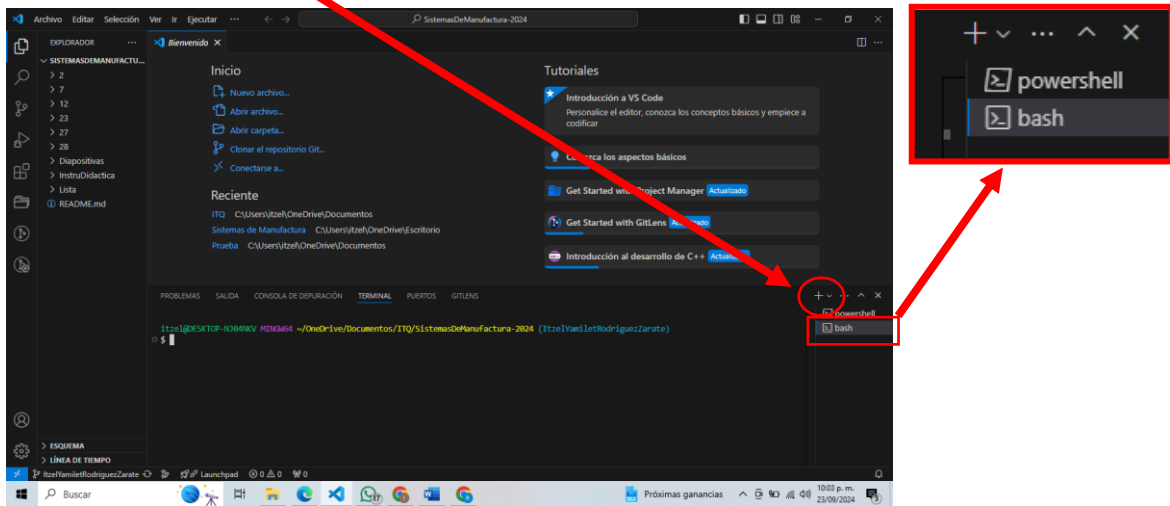 Archivo Editar Selección Ver Ir Ejecutar ... SistemasDeManufactura-2024
EXPLORADOR ...
SISTEMASDEMANUFACTU...
2
7
12
23
27
28
Diapositivas
InstruDidactica
Lista
README.md
ESQUEMA
LÍNEA DE TIEMPO
Bienvenido
Inicio
Nuevo archivo...
Abrir archivo...
Abrir carpeta...
Clonar el repositorio Git...
Conectarse a...
Reciente
ITQ C:\Users\itzel\OneDrive\Documentos
Sistemas de Manufactura C:\Users\itzel\OneDrive\Escritorio
Prueba C:\Users\itzel\OneDrive\Documentos
Tutoriales
Introducción a VS Code
Personalice el editor, conozca los conceptos básicos y empiece a
codificar
los aspectos básicos
Get Started with Project Manager Actualizado
Get Started with GitLens
Introducción al desarrollo de C++
PROBLEMAS SALIDA CONSOLA DE DEPURACIÓN TERMINAL PUERTOS GITLENS
powershell
bash
itzel@DESKTOP-NJ04NKV MINGW64 ~/OneDrive/Documentos/ITQ/SistemasDeManufactura-2024 (ItzelYamiletRodriguezZarate)
$
ItzelYamiletRodriguezZarate Launchpad 0 0 0
Buscar
Próximas ganancias
10:03 p. m.
23/09/2024
powershell
bash